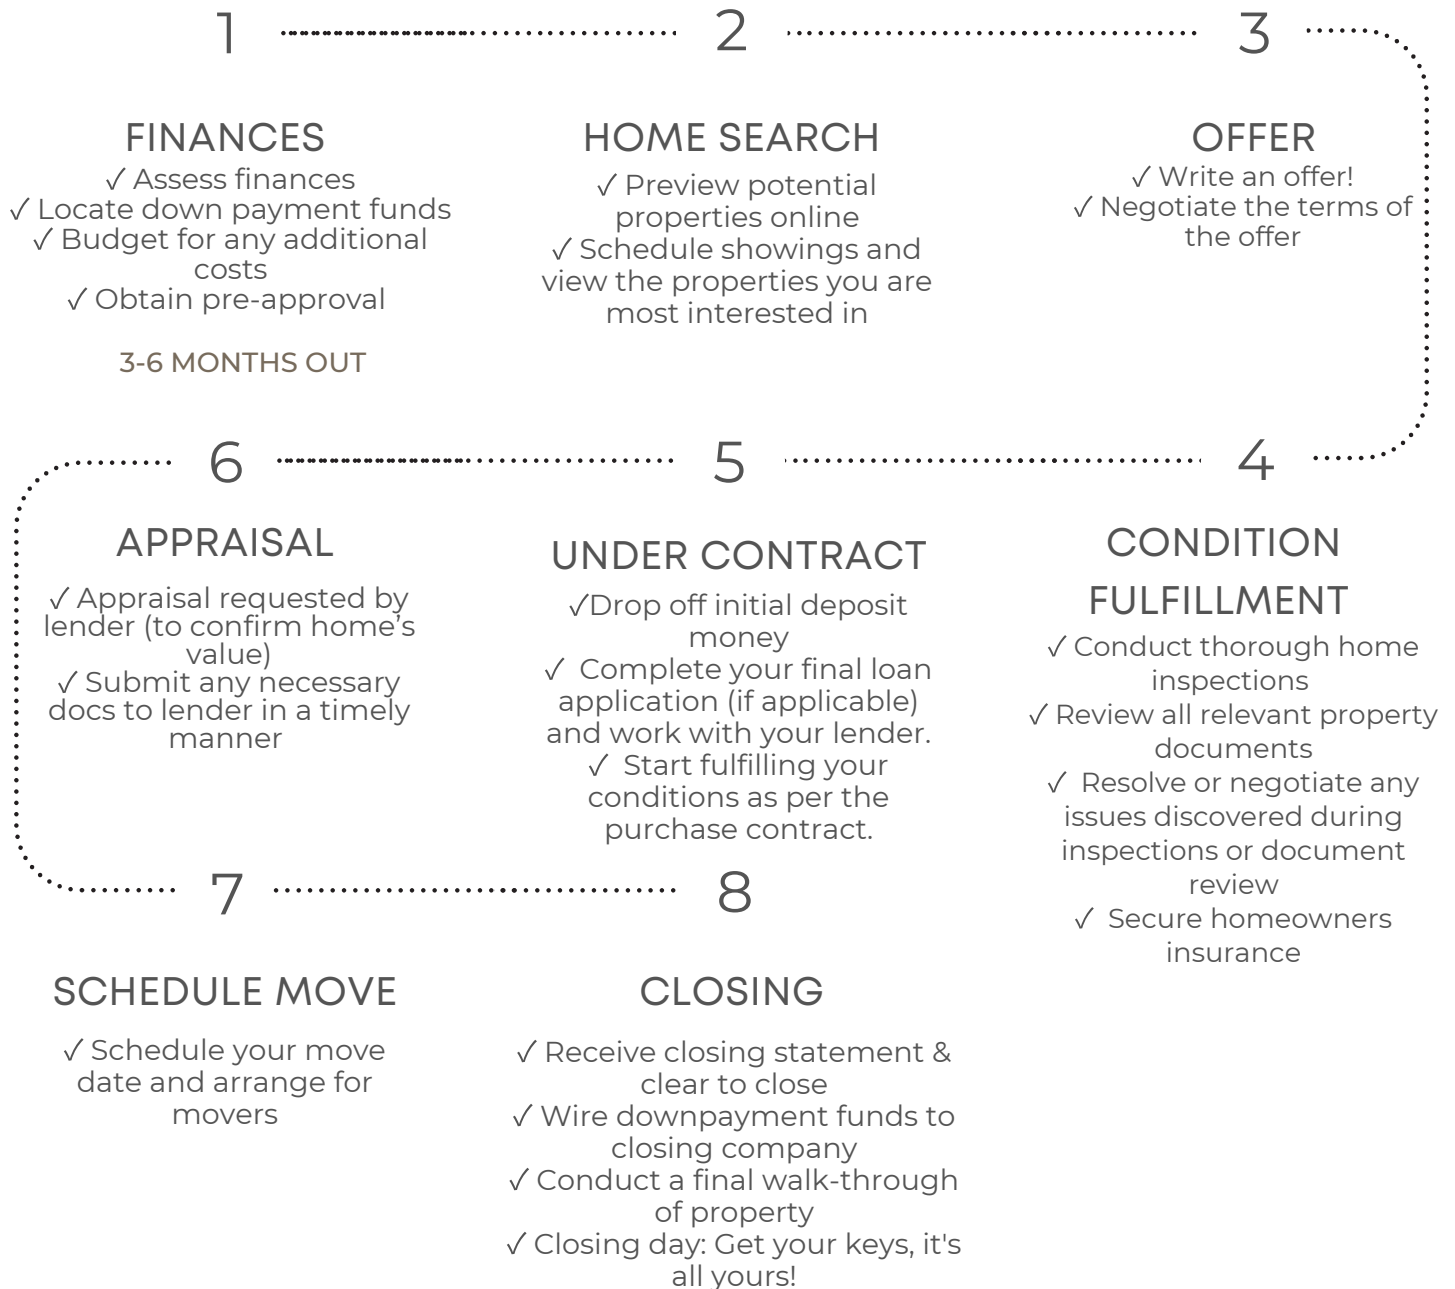 1
FINANCES
✓ Assess finances
✓ Locate down payment funds
✓ Budget for any additional
costs
✓ Obtain pre-approval
3-6 MONTHS OUT
2
HOME SEARCH
✓ Preview potential
properties online
✓ Schedule showings and
view the properties you are
most interested in
3
OFFER
✓ Write an offer!
✓ Negotiate the terms of
the offer
4
CONDITION
FULFILLMENT
✓ Conduct thorough home
inspections
✓ Review all relevant property
documents
✓ Resolve or negotiate any
issues discovered during
inspections or document
review
✓ Secure homeowners
insurance
5
UNDER CONTRACT
✓Drop off initial deposit
money
✓ Complete your final loan
application (if applicable)
and work with your lender.
✓ Start fulfilling your
conditions as per the
purchase contract.
6
APPRAISAL
✓ Appraisal requested by
lender (to confirm home’s
value)
✓ Submit any necessary
docs to lender in a timely
manner
7
SCHEDULE MOVE
✓ Schedule your move
date and arrange for
movers
8
CLOSING
✓ Receive closing statement &
clear to close
✓ Wire downpayment funds to
closing company
✓ Conduct a final walk-through
of property
✓ Closing day: Get your keys, it's
all yours!